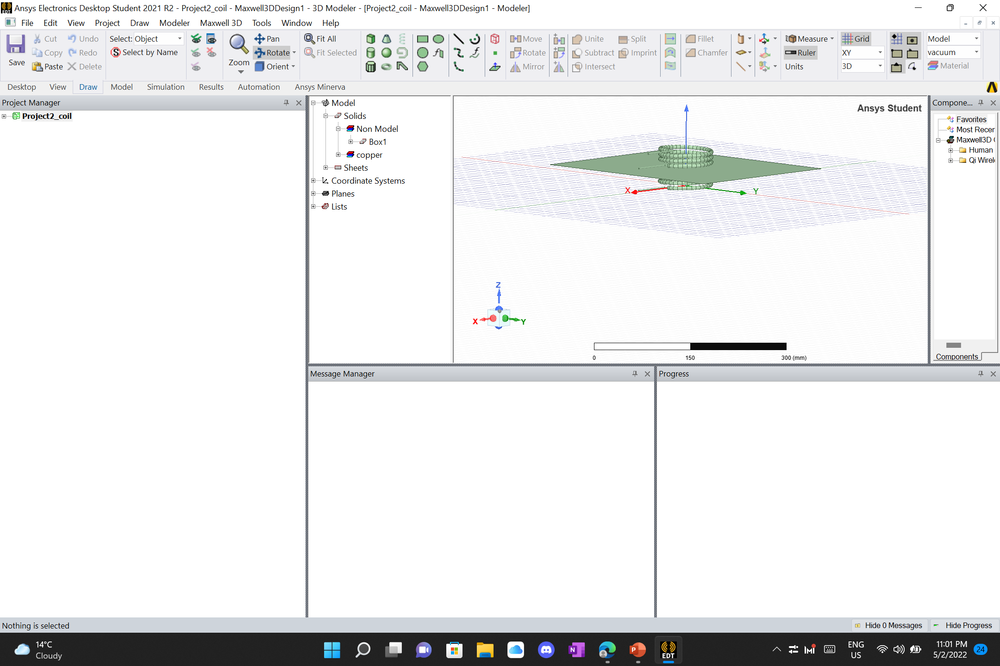 Ansys Electronics Desktop Student 2021 R2 - Project2_coil - Maxwell3DDesign1 - 3D Modeler - [Project2_coil - Maxwell3DDesign1 - Modeler]
File Edit View Project Draw Modeler Maxwell 3D Tools Window Help
Save
Cut
Copy
Paste
Undo
Redo
Delete
Select: Object
Select by Name
Zoom
Pan
Rotate
Orient
Fit All
Fit Selected
Move
Rotate
Mirror
Unite
Subtract
Intersect
Split
Imprint
Fillet
Chamfer
Measure
Ruler
Units
Grid
XY
3D
Model
vacuum
Material
Desktop View Draw Model Simulation Results Automation Ansys Minerva
Project Manager
Project2_coil
Model
Solids
Non Model
Box1
copper
Sheets
Coordinate Systems
Planes
Lists
Ansys Student
X
Y
Z
X
Y
0 150 300 (mm)
Compone...
Favorites
Most Recer
Maxwell3D
Human
Qi Wirel
Components
Message Manager
Progress
Nothing is selected
Hide 0 Messages
Hide Progress
14°C
Cloudy
N
P
EDT
ENG
US
11:01 PM
5/2/2022
24